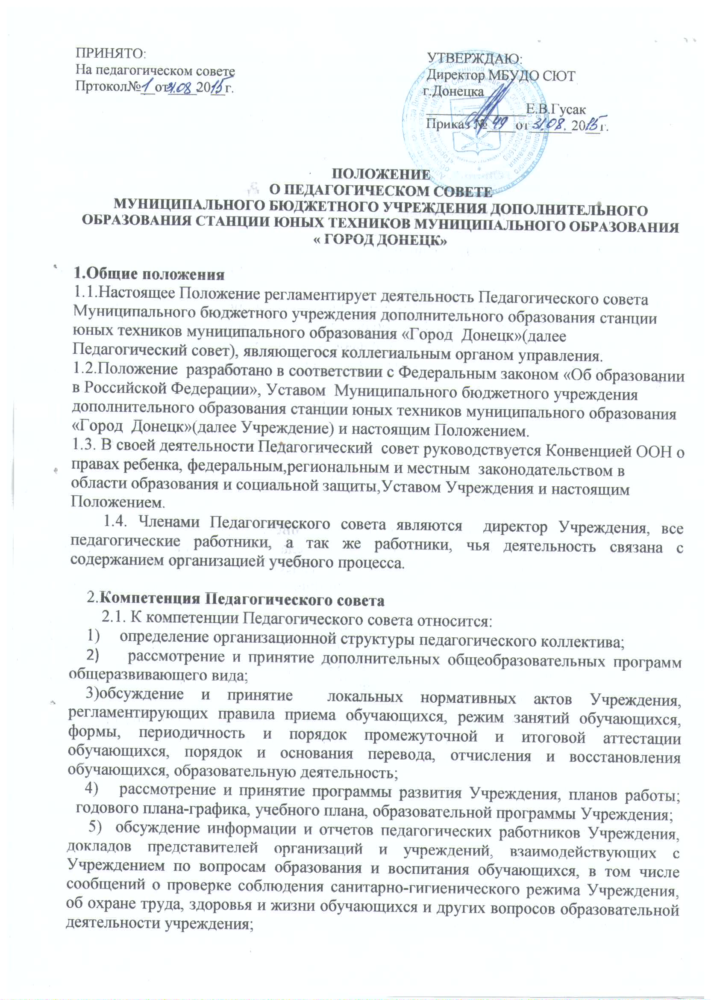 ПРИНЯТО:
На педагогическом совете
Пртокол№ 1 от 31.08 2015 г.
УТВЕРЖДАЮ:
Директор МБУДО СЮТ
г.Донецка
Е.В.Гусак
Приказ № 49 от 31.08. 2015 г.
ПОЛОЖЕНИЕ
О ПЕДАГОГИЧЕСКОМ СОВЕТЕ
МУНИЦИПАЛЬНОГО БЮДЖЕТНОГО УЧРЕЖДЕНИЯ ДОПОЛНИТЕЛЬНОГО
ОБРАЗОВАНИЯ СТАНЦИИ ЮНЫХ ТЕХНИКОВ МУНИЦИПАЛЬНОГО ОБРАЗОВАНИЯ
« ГОРОД ДОНЕЦК»
1.Общие положения
1.1.Настоящее Положение регламентирует деятельность Педагогического совета
Муниципального бюджетного учреждения дополнительного образования станции
юных техников муниципального образования «Город Донецк»(далее
Педагогический совет), являющегося коллегиальным органом управления.
1.2.Положение разработано в соответствии с Федеральным законом «Об образовании
в Российской Федерации», Уставом Муниципального бюджетного учреждения
дополнительного образования станции юных техников муниципального образования
«Город Донецк»(далее Учреждение) и настоящим Положением.
1.3. В своей деятельности Педагогический совет руководствуется Конвенцией ООН о
правах ребенка, федеральным,региональным и местным законодательством в
области образования и социальной защиты,Уставом Учреждения и настоящим
Положением.
1.4. Членами Педагогического совета являются директор Учреждения, все
педагогические работники, а так же работники, чья деятельность связана с
содержанием организацией учебного процесса.
2.Компетенция Педагогического совета
2.1. К компетенции Педагогического совета относится:
1) определение организационной структуры педагогического коллектива;
2) рассмотрение и принятие дополнительных общеобразовательных программ
общеразвивающего вида;
3)обсуждение и принятие локальных нормативных актов Учреждения,
регламентирующих правила приема обучающихся, режим занятий обучающихся,
формы, периодичность и порядок промежуточной и итоговой аттестации
обучающихся, порядок и основания перевода, отчисления и восстановления
обучающихся, образовательную деятельность;
4) рассмотрение и принятие программы развития Учреждения, планов работы;
годового плана-графика, учебного плана, образовательной программы Учреждения;
5) обсуждение информации и отчетов педагогических работников Учреждения,
докладов представителей организаций и учреждений, взаимодействующих с
Учреждением по вопросам образования и воспитания обучающихся, в том числе
сообщений о проверке соблюдения санитарно-гигиенического режима Учреждения,
об охране труда, здоровья и жизни обучающихся и других вопросов образовательной
деятельности учреждения;